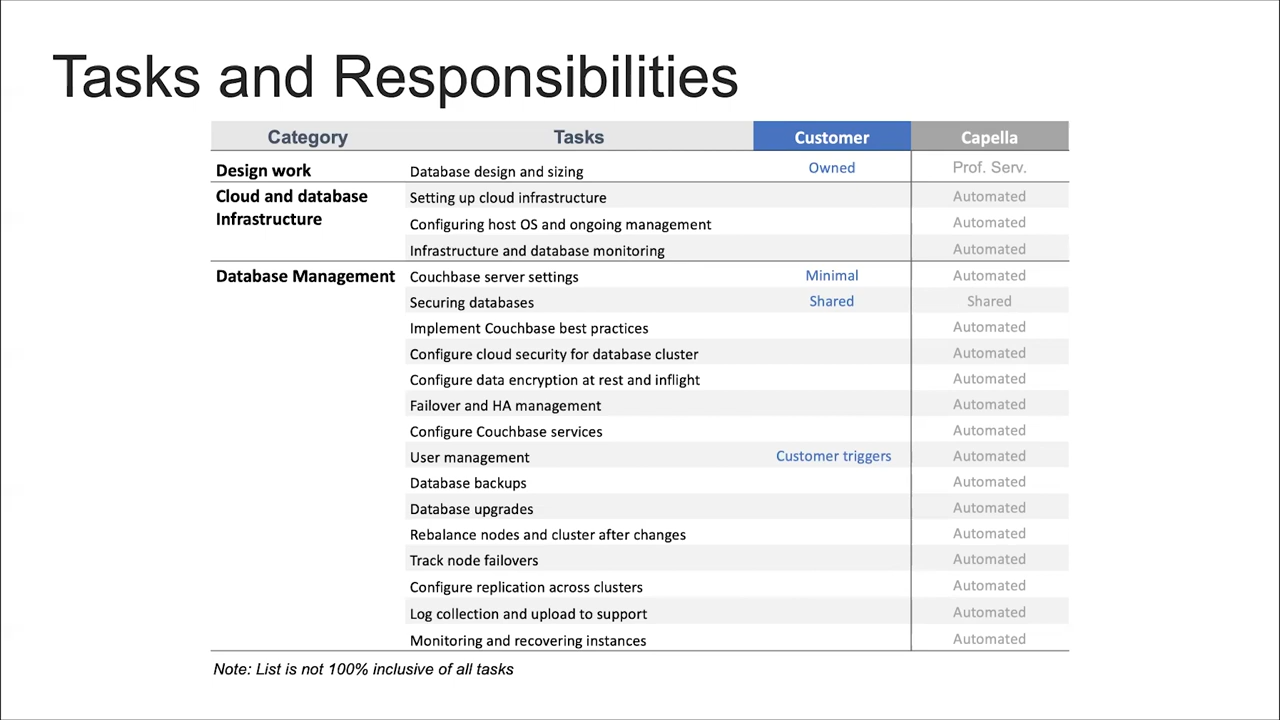 Tasks and Responsibilities
Category Tasks Customer Capella
Design work Database design and sizing Owned Prof. Serv.
Cloud and database Setting up cloud infrastructure Automated
Infrastructure Configuring host OS and ongoing management Automated
Infrastructure and database monitoring Automated
Database Management Couchbase server settings Minimal Automated
Securing databases Shared Shared
Implement Couchbase best practices Automated
Configure cloud security for database cluster Automated
Configure data encryption at rest and inflight Automated
Failover and HA management Automated
Configure Couchbase services Automated
User management Customer triggers Automated
Database backups Automated
Database upgrades Automated
Rebalance nodes and cluster after changes Automated
Track node failovers Automated
Configure replication across clusters Automated
Log collection and upload to support Automated
Monitoring and recovering instances Automated
Note: List is not 100% inclusive of all tasks